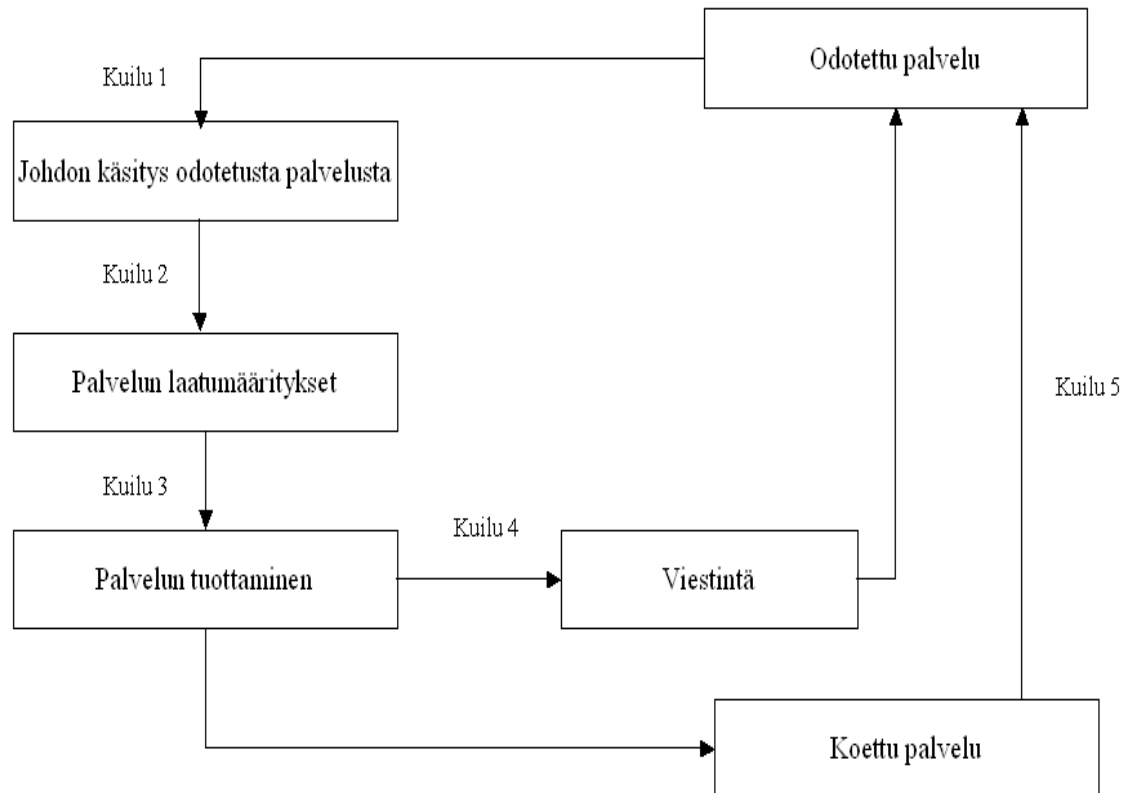 Odotettu palvelu
Kuilu 1
Johdon käsitys odotetusta palvelusta
Kuilu 2
Palvelun laatumääritykset
Kuilu 5
Kuilu 3
Kuilu 4
Palvelun tuottaminen
Viestintä
Koettu palvelu